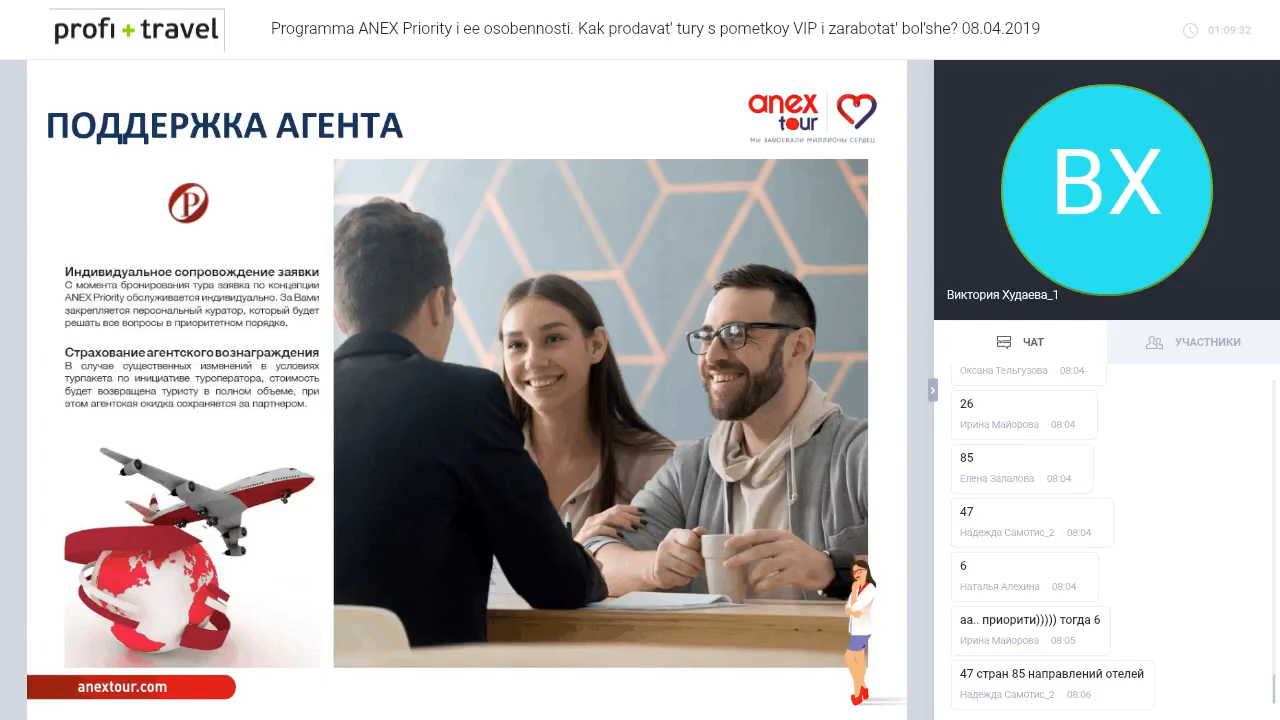 profi + travel
Programma ANEX Priority i ee osobennosti. Kak prodavat' tury s pometkoy VIP i zarabotat' bol'she? 08.04.2019
01:09:32
ПОДДЕРЖКА АГЕНТА
anex
tour
МЫ ЗАВОЕВАЛИ МИЛЛИОНЫ СЕРДЕЦ
P
Индивидуальное сопровождение заявки
С момента бронирования тура заявка по концепции
ANEX Priority обслуживается индивидуально. За Вами
закрепляется персональный куратор, который будет
решать все вопросы в приоритетном порядке.
Страхование агентского вознаграждения
В случае существенных изменений в условиях
турпакета по инициативе туроператора, стоимость
будет возвращена туристу в полном объеме, при
этом агентская скидка сохраняется за партнером.
anextour.com
ВХ
Виктория Худаева_1
ЧАТ
УЧАСТНИКИ
Оксана Тельгузова 08:04
26
Ирина Майорова 08:04
85
Елена Залалова 08:04
47
Надежда Самотис_2 08:04
6
Наталья Алехина 08:04
аа.. приорити))))) тогда 6
Ирина Майорова 08:05
47 стран 85 направлений отелей
Надежда Самотис_2 08:06